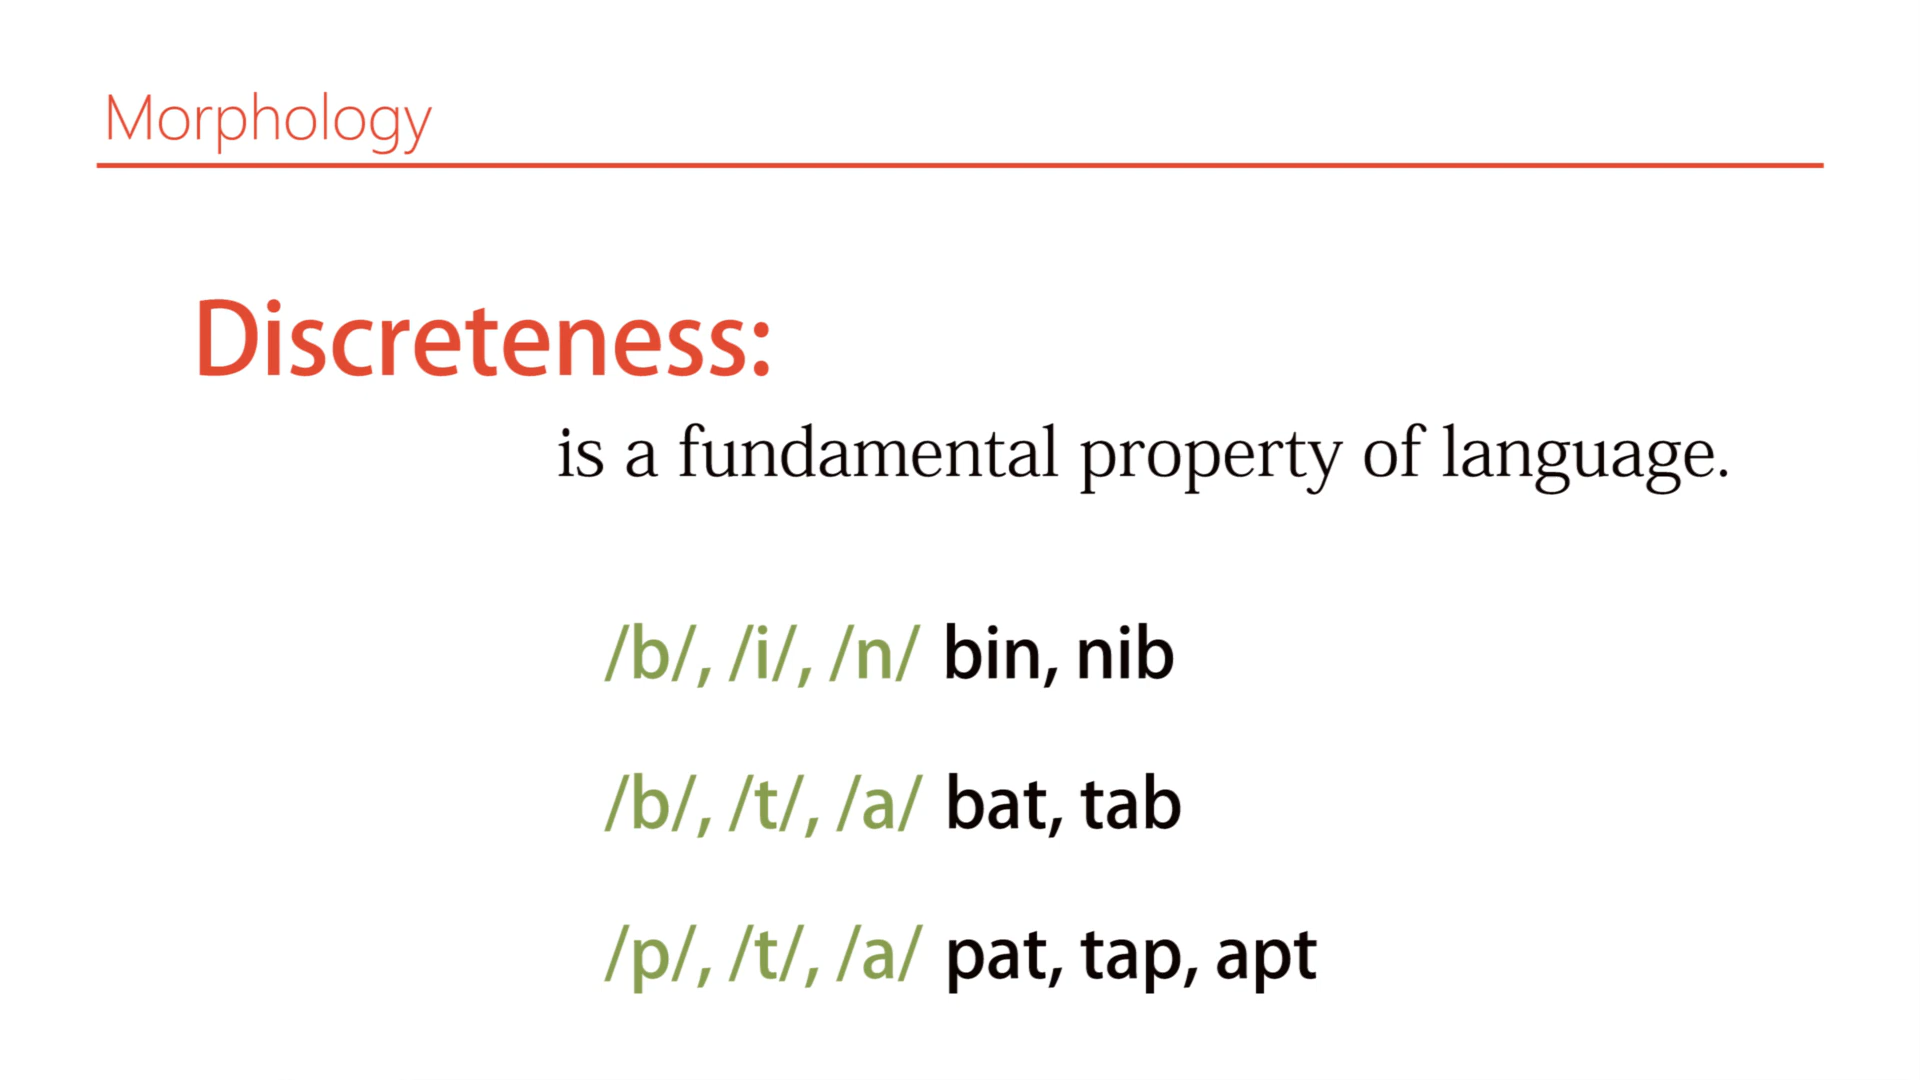 Morphology
Discreteness:
is a fundamental property of language.
/b/, /i/, /n/ bin, nib
/b/, /t/, /a/ bat, tab
/p/, /t/, /a/ pat, tap, apt